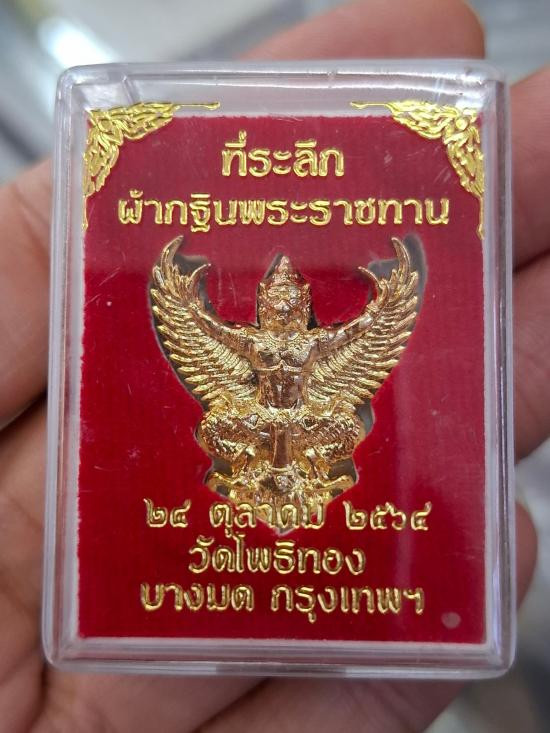 ที่ระลึก
ผ้ากฐินพระราชทาน
๒๔ ตุลาคม ๒๕๖๔
วัดโพธิทอง
บางมด กรุงเทพฯ